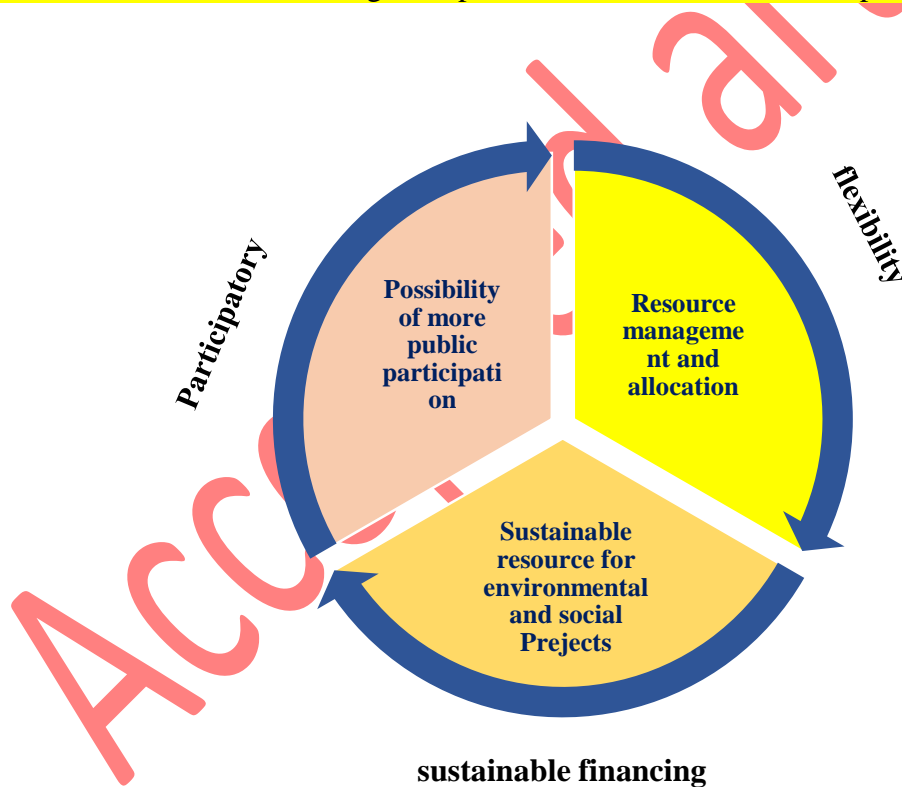 flexibility
Participatory
Possibility
of more
public
participati
on
Resource
manageme
nt and
allocation
Sustainable
resource for
environmental
and social
Prejects
sustainable financing